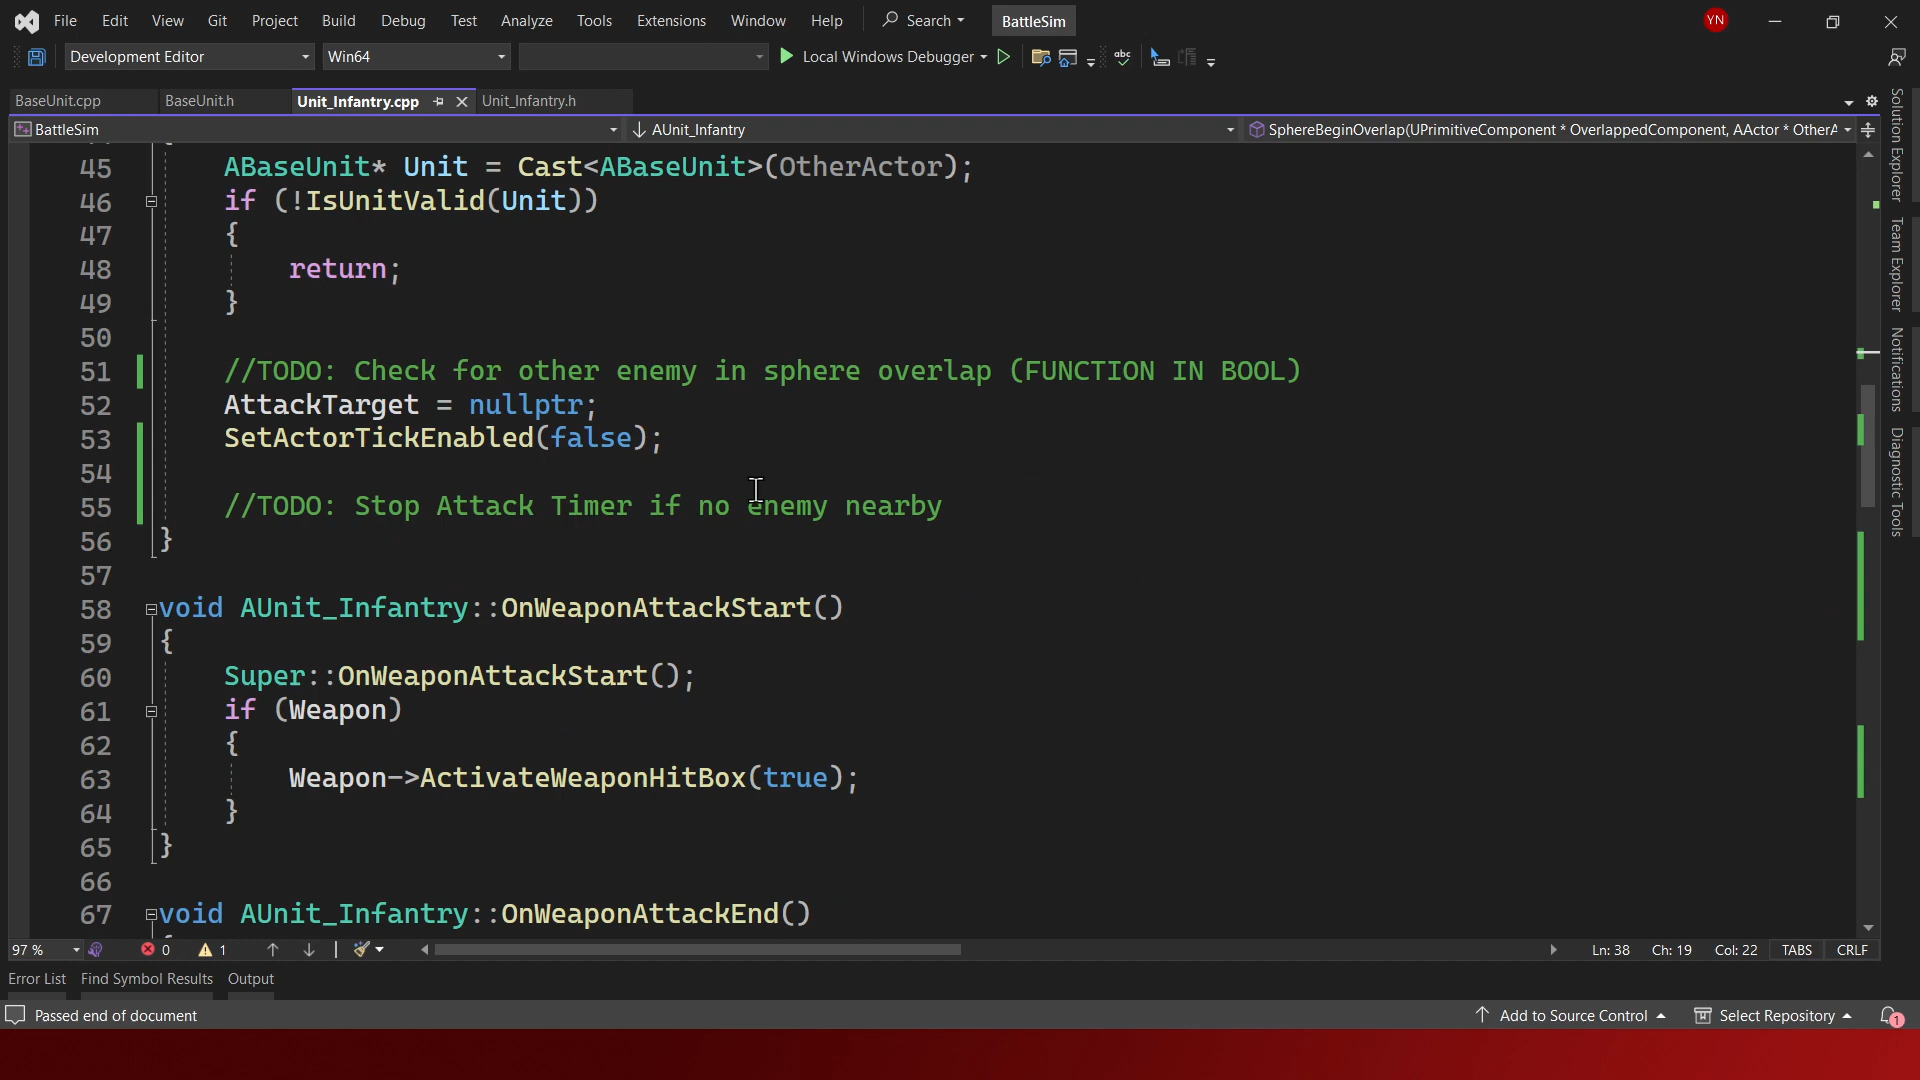 File Edit View Git Project Build Debug Test Analyze Tools Extensions Window Help Search BattleSim YN
Development Editor Win64 Local Windows Debugger
BaseUnit.cpp BaseUnit.h Unit_Infantry.cpp Unit_Infantry.h
BattleSim AUnit_Infantry SphereBeginOverlap(UPrimitiveComponent * OverlappedComponent, AActor * OtherA
45 ABaseUnit* Unit = Cast<ABaseUnit>(OtherActor);
46 if (!IsUnitValid(Unit))
47 {
48 return;
49 }
50
51 //TODO: Check for other enemy in sphere overlap (FUNCTION IN BOOL)
52 AttackTarget = nullptr;
53 SetActorTickEnabled(false);
54
55 //TODO: Stop Attack Timer if no enemy nearby
56 }
57
58 void AUnit_Infantry::OnWeaponAttackStart()
59 {
60 Super::OnWeaponAttackStart();
61 if (Weapon)
62 {
63 Weapon->ActivateWeaponHitBox(true);
64 }
65 }
66
67 void AUnit_Infantry::OnWeaponAttackEnd()
97 % 0 1 Ln: 38 Ch: 19 Col: 22 TABS CRLF
Error List Find Symbol Results Output
Passed end of document Add to Source Control Select Repository 1
Solution Explorer
Team Explorer
Notifications
Diagnostic Tools